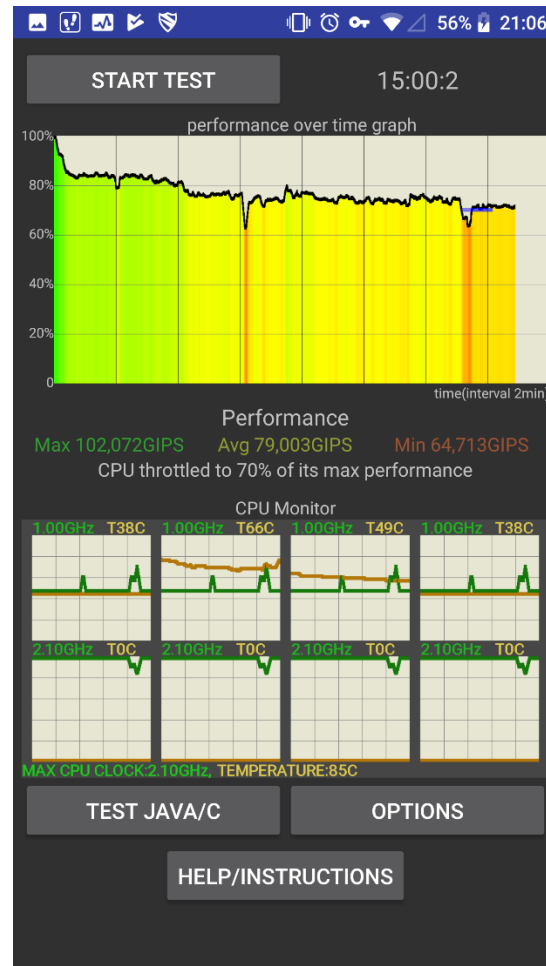 56% 21:06
START TEST 15:00:2
performance over time graph
100%
80%
60%
40%
20%
0
time(interval 2min)
Performance
Max 102,072GIPS Avg 79,003GIPS Min 64,713GIPS
CPU throttled to 70% of its max performance
CPU Monitor
1.00GHz T38C 1.00GHz T66C 1.00GHz T49C 1.00GHz T38C
2.10GHz T0C 2.10GHz T0C 2.10GHz T0C 2.10GHz T0C
MAX CPU CLOCK:2.10GHz, TEMPERATURE:85C
TEST JAVA/C OPTIONS
HELP/INSTRUCTIONS